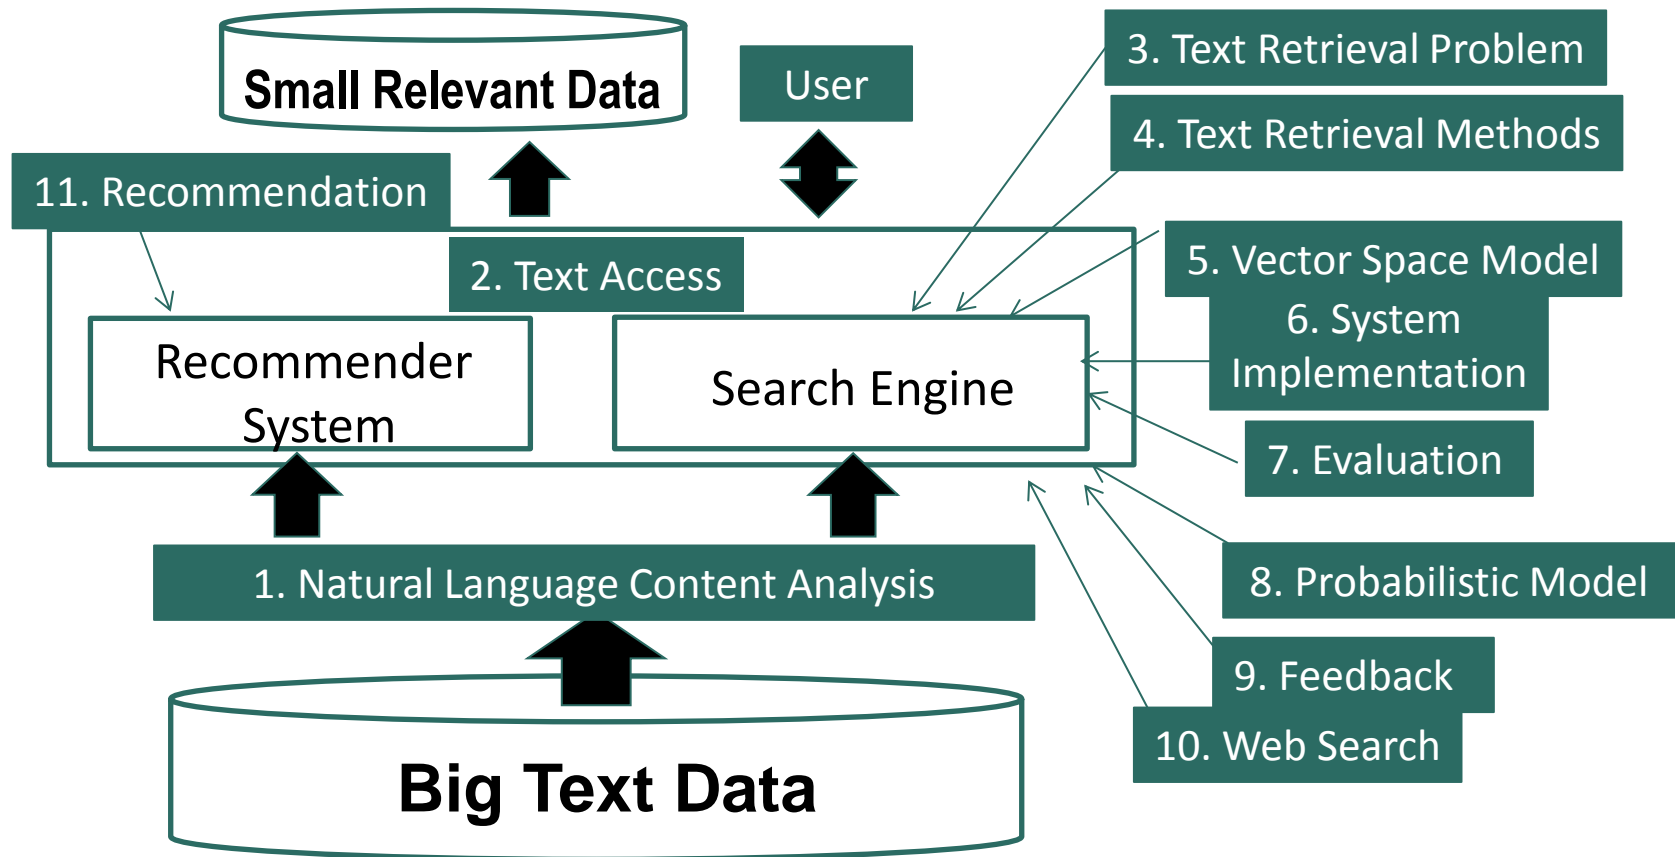 Small Relevant Data
User
3. Text Retrieval Problem
4. Text Retrieval Methods
11. Recommendation
2. Text Access
5. Vector Space Model
6. System
Implementation
Recommender
System
Search Engine
7. Evaluation
1. Natural Language Content Analysis
8. Probabilistic Model
9. Feedback
10. Web Search
Big Text Data